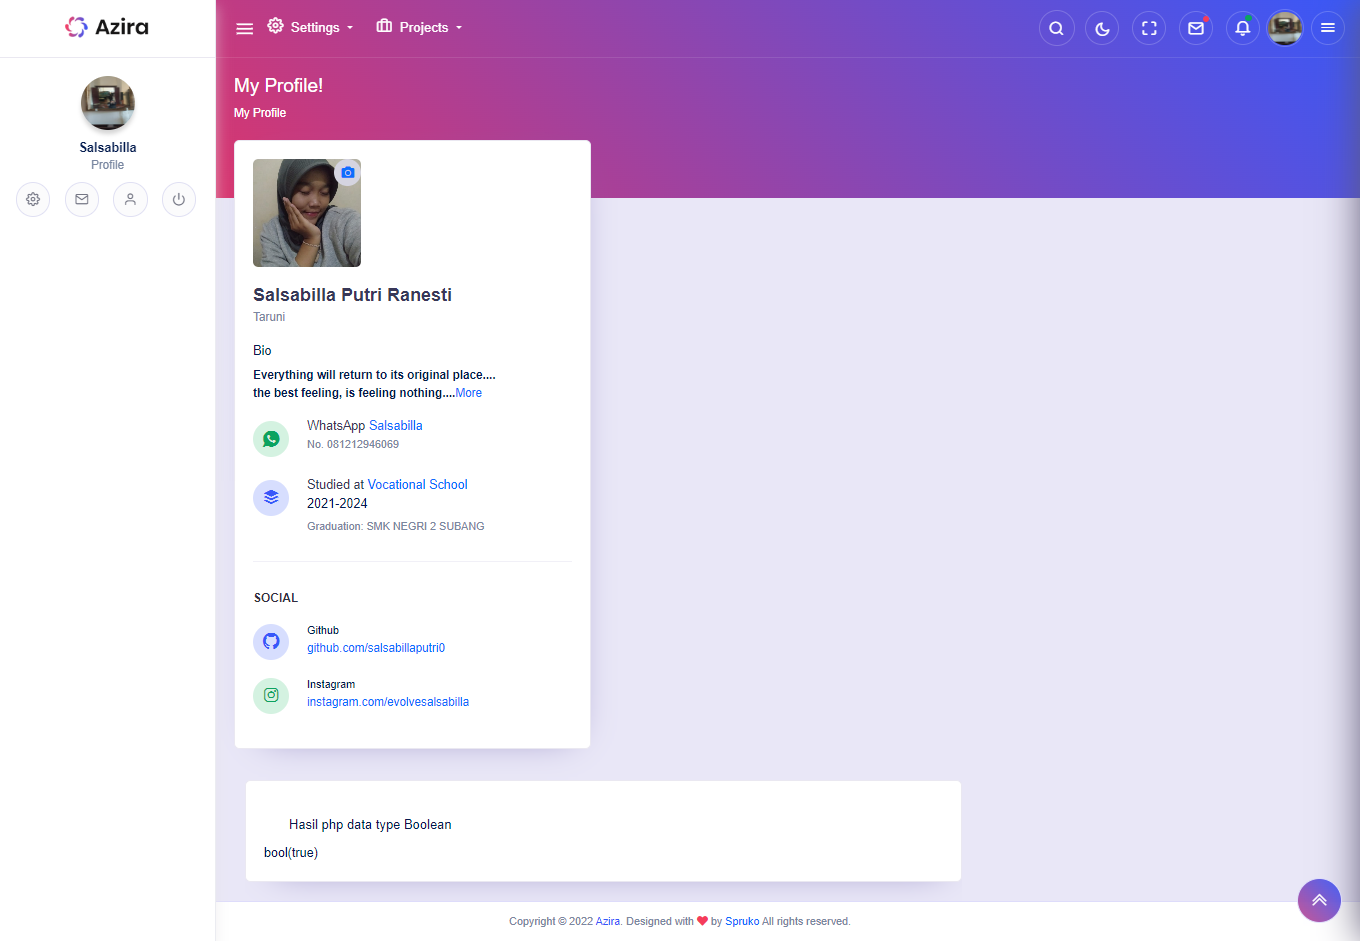 Azira
Settings
Projects
Salsabilla
Profile
My Profile!
My Profile
Salsabilla Putri Ranesti
Taruni
Bio
Everything will return to its original place....
the best feeling, is feeling nothing....More
WhatsApp Salsabilla
No. 081212946069
Studied at Vocational School
2021-2024
Graduation: SMK NEGRI 2 SUBANG
SOCIAL
Github
github.com/salsabillaputri0
Instagram
instagram.com/evolvesalsabilla
Hasil php data type Boolean
bool(true)
Copyright © 2022 Azira. Designed with ❤ by Spruko All rights reserved.